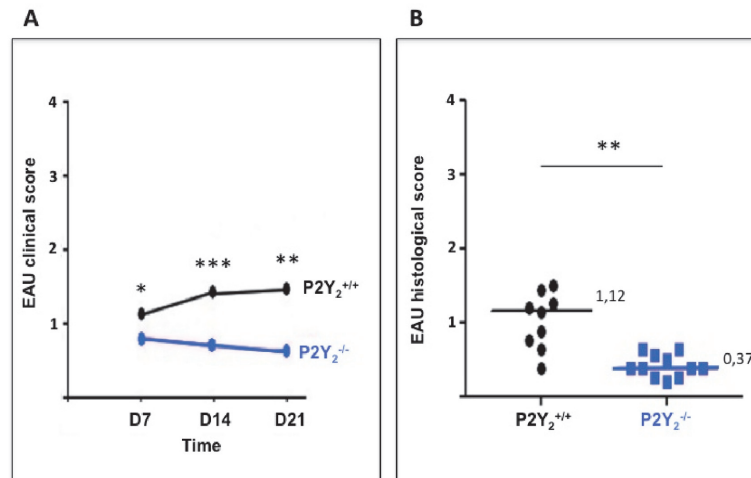 A
B
EAU clinical score
4
3
2
1
*
***
**
P2Y₂⁺/⁺
P2Y₂⁻/⁻
D7 D14 D21
Time
EAU histological score
4
3
2
1
**
1,12
0,37
P2Y₂⁺/⁺ P2Y₂⁻/⁻